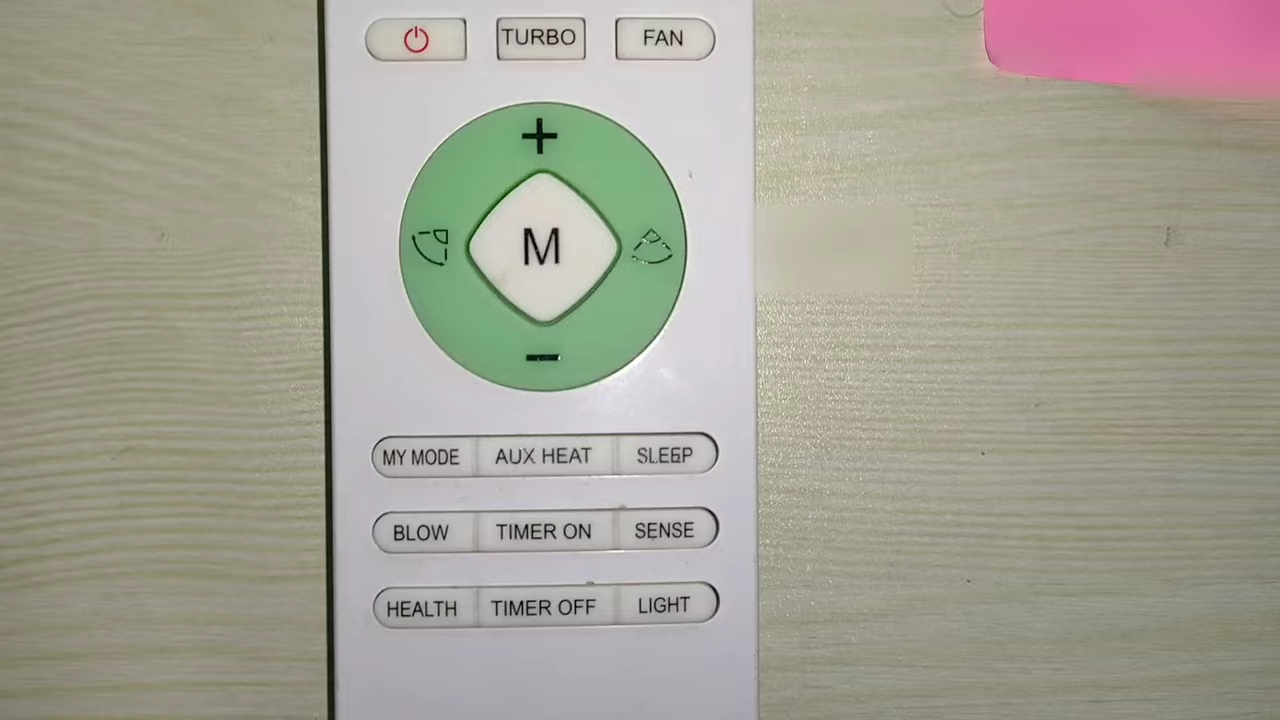 TURBO FAN
+
M
−
MY MODE AUX HEAT SLEEP
BLOW TIMER ON SENSE
HEALTH TIMER OFF LIGHT